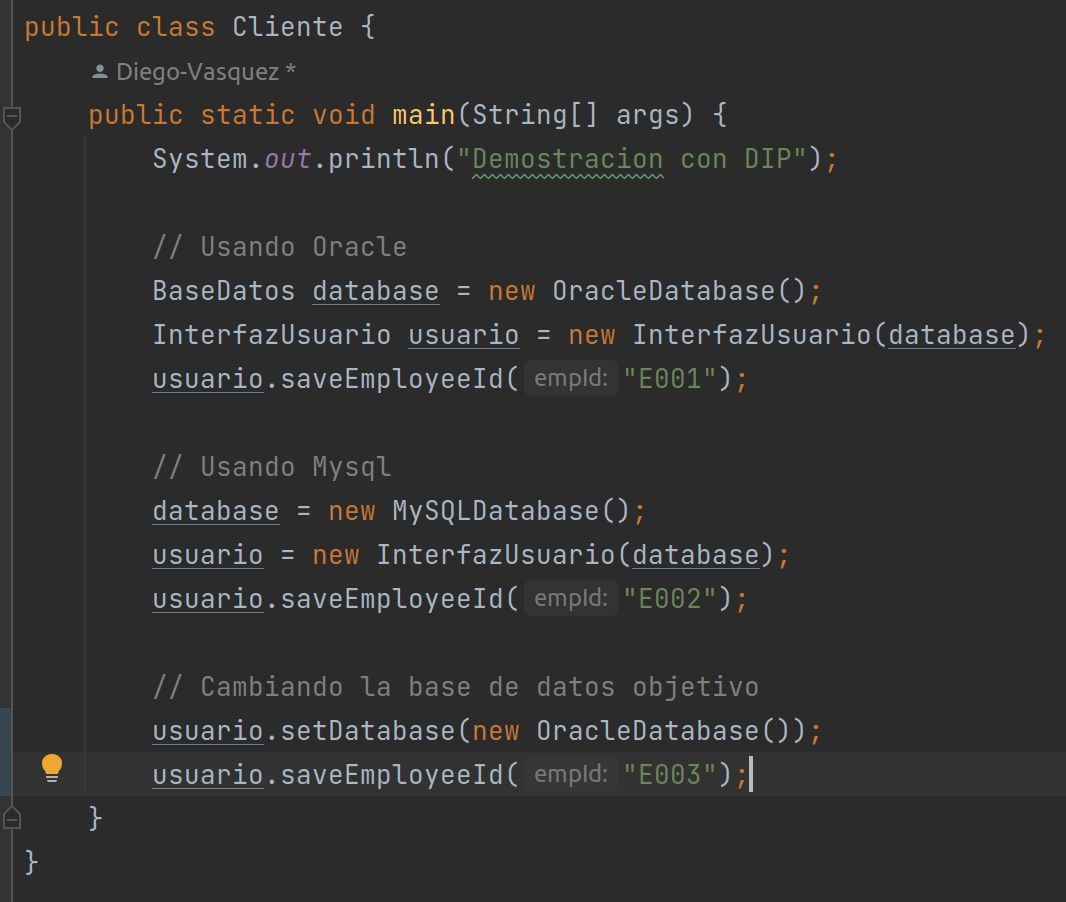 public class Cliente {
Diego-Vasquez *
public static void main(String[] args) {
System.out.println("Demostracion con DIP");
// Usando Oracle
BaseDatos database = new OracleDatabase();
InterfazUsuario usuario = new InterfazUsuario(database);
usuario.saveEmployeeId( empId: "E001");
// Usando Mysql
database = new MySQLDatabase();
usuario = new InterfazUsuario(database);
usuario.saveEmployeeId( empId: "E002");
// Cambiando la base de datos objetivo
usuario.setDatabase(new OracleDatabase());
usuario.saveEmployeeId( empId: "E003");
}
}